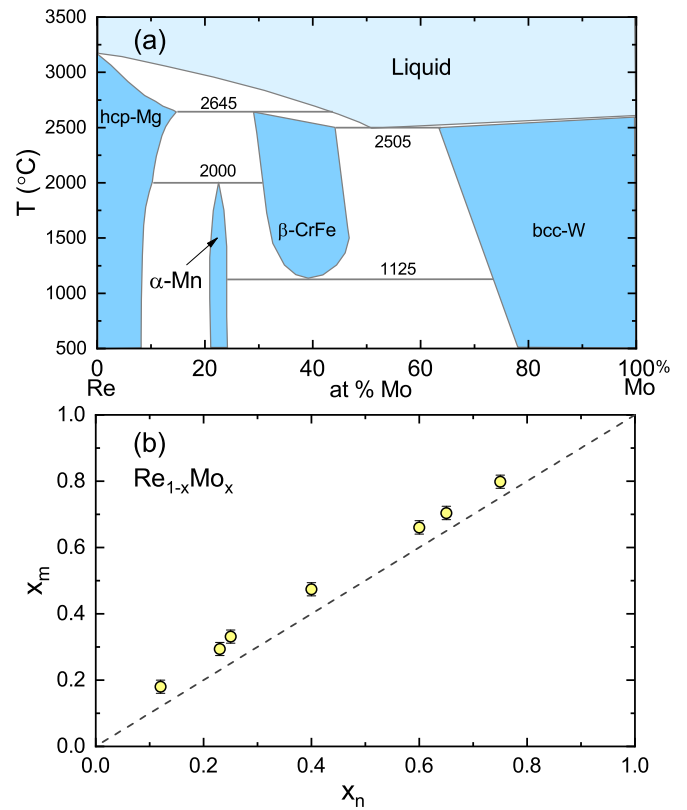 (a)
Liquid
3500
3000
2500
2000
1500
1000
500
T (°C)
hcp-Mg
2645
2505
2000
β-CrFe
bcc-W
α-Mn
1125
0 20 40 60 80 100%
Re at % Mo Mo
(b)
Re1-xMox
1.0
0.8
0.6
0.4
0.2
0.0
xm
0.0 0.2 0.4 0.6 0.8 1.0
xn